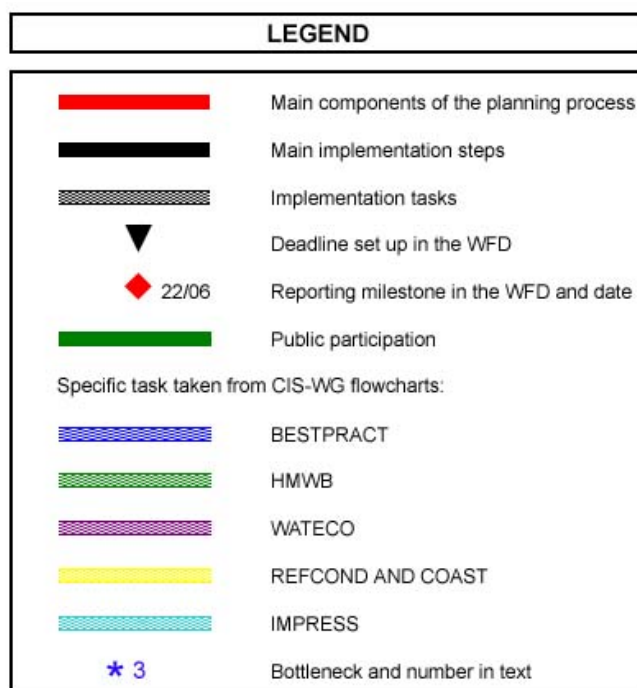 LEGEND
Main components of the planning process
Main implementation steps
Implementation tasks
Deadline set up in the WFD
22/06 Reporting milestone in the WFD and date
Public participation
Specific task taken from CIS-WG flowcharts:
BESTPRACT
HMWB
WATECO
REFCOND AND COAST
IMPRESS
* 3 Bottleneck and number in text